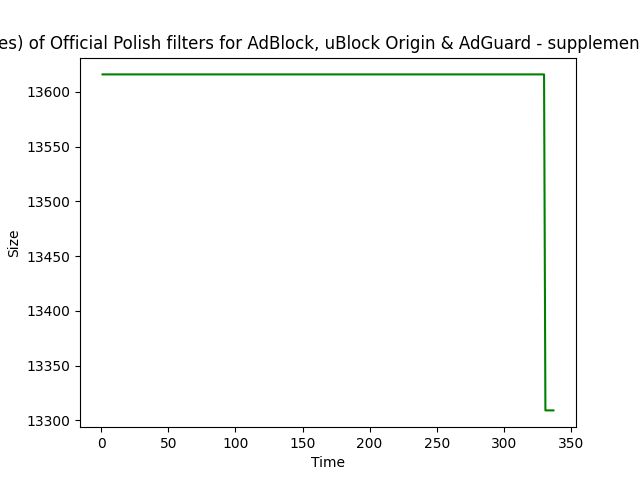 es) of Official Polish filters for AdBlock, uBlock Origin & AdGuard - supplemen
13600
13550
13500
13450
13400
13350
13300
Size
0 50 100 150 200 250 300 350
Time